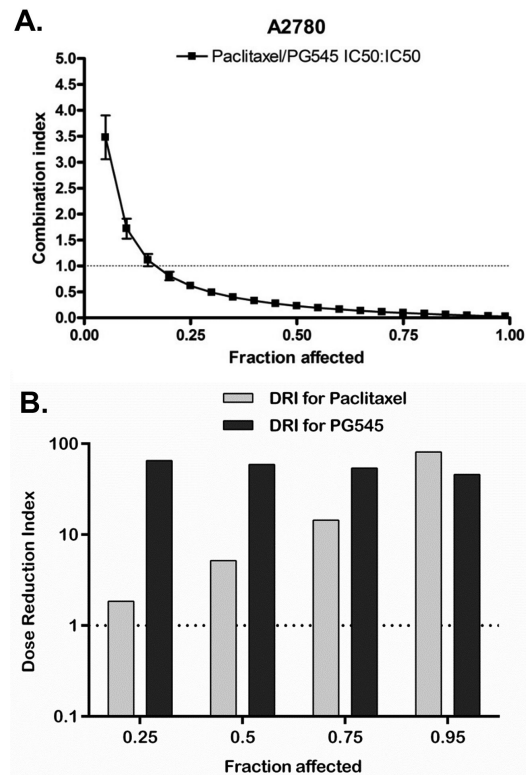 A.
A2780
Paclitaxel/PG545 IC50:IC50
Combination index
5.0
4.5
4.0
3.5
3.0
2.5
2.0
1.5
1.0
0.5
0.0
0.00 0.25 0.50 0.75 1.00
Fraction affected
B.
DRI for Paclitaxel
DRI for PG545
Dose Reduction Index
100
10
1
0.1
0.25 0.5 0.75 0.95
Fraction affected